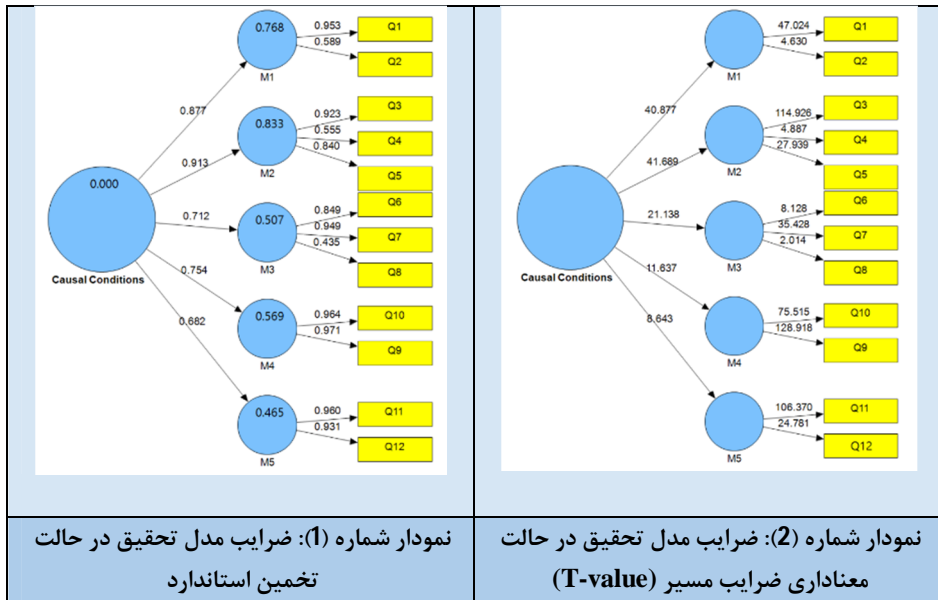 0.768
M1
0.953
0.589
Q1
Q2
0.877
0.833
M2
0.923
0.555
0.840
Q3
Q4
Q5
0.913
0.000
Causal Conditions
0.712
0.507
M3
0.849
0.949
0.435
Q6
Q7
Q8
0.754
0.569
M4
0.964
0.971
Q10
Q9
0.682
0.465
M5
0.960
0.931
Q11
Q12
47.024
4.630
Q1
Q2
M1
40.877
114.926
4.887
27.939
Q3
Q4
Q5
M2
41.689
Causal Conditions
21.138
8.128
35.428
2.014
Q6
Q7
Q8
M3
11.637
75.515
128.918
Q10
Q9
M4
8.643
106.370
24.781
Q11
Q12
M5
نمودار شماره (2): ضرایب مدل تحقیق در حالت
معناداری ضرایب مسیر (T-value)
نمودار شماره (1): ضرایب مدل تحقیق در حالت
تخمین استاندارد